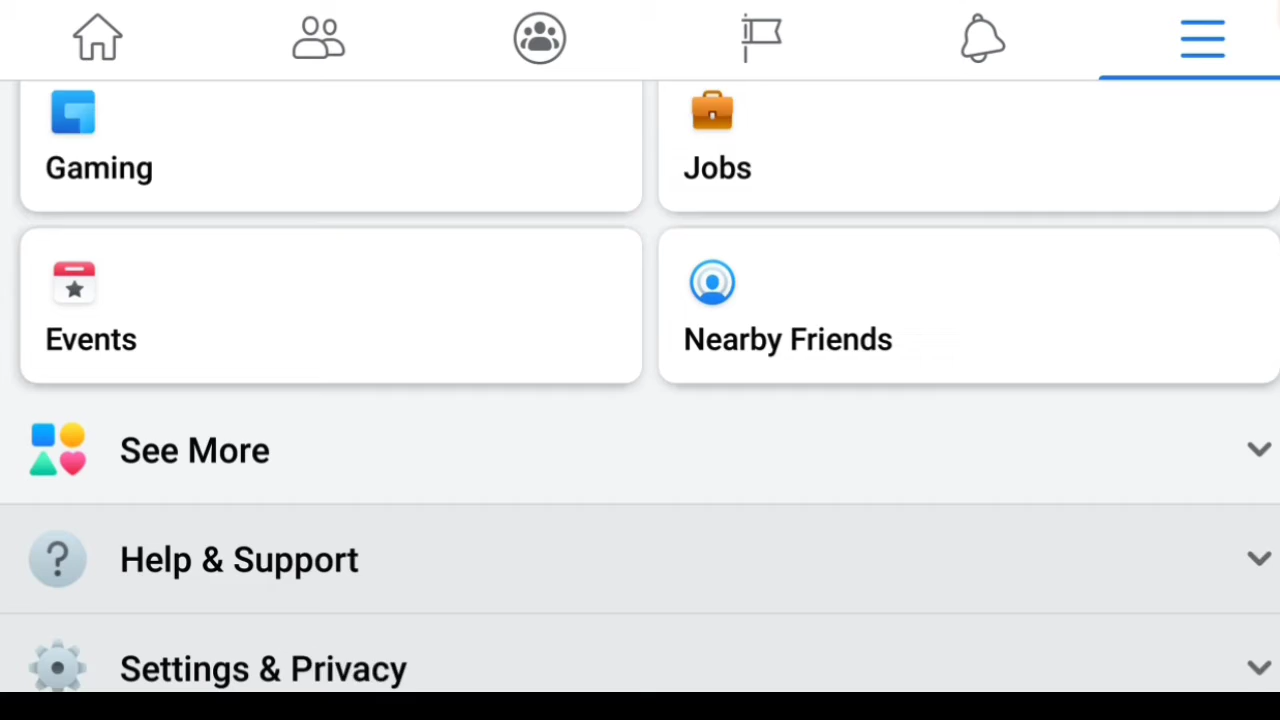 Gaming
Jobs
Events
Nearby Friends
See More
Help & Support
Settings & Privacy